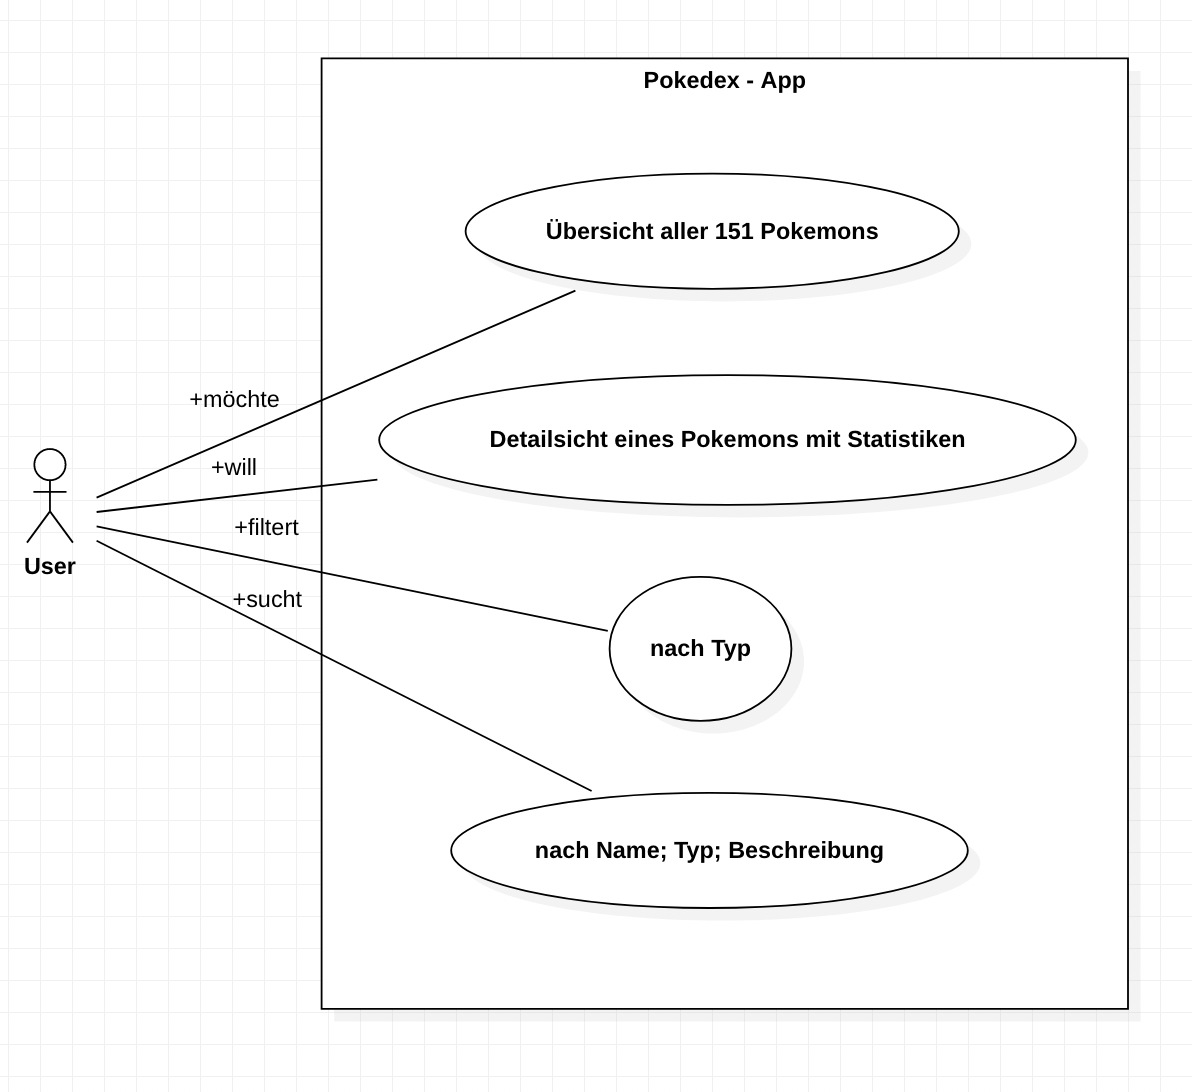 Pokedex - App
Übersicht aller 151 Pokemons
+möchte
Detailsicht eines Pokemons mit Statistiken
+will
+filtert
User
+sucht
nach Typ
nach Name; Typ; Beschreibung